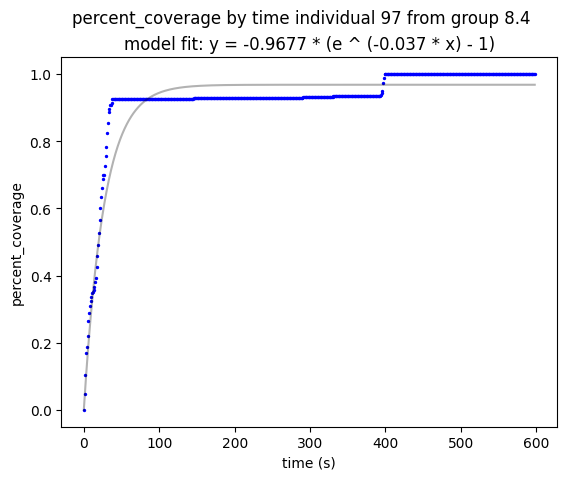 percent_coverage by time individual 97 from group 8.4
model fit: y = -0.9677 * (e ^ (-0.037 * x) - 1)
1.0
0.8
0.6
0.4
0.2
0.0
percent_coverage
0 100 200 300 400 500 600
time (s)